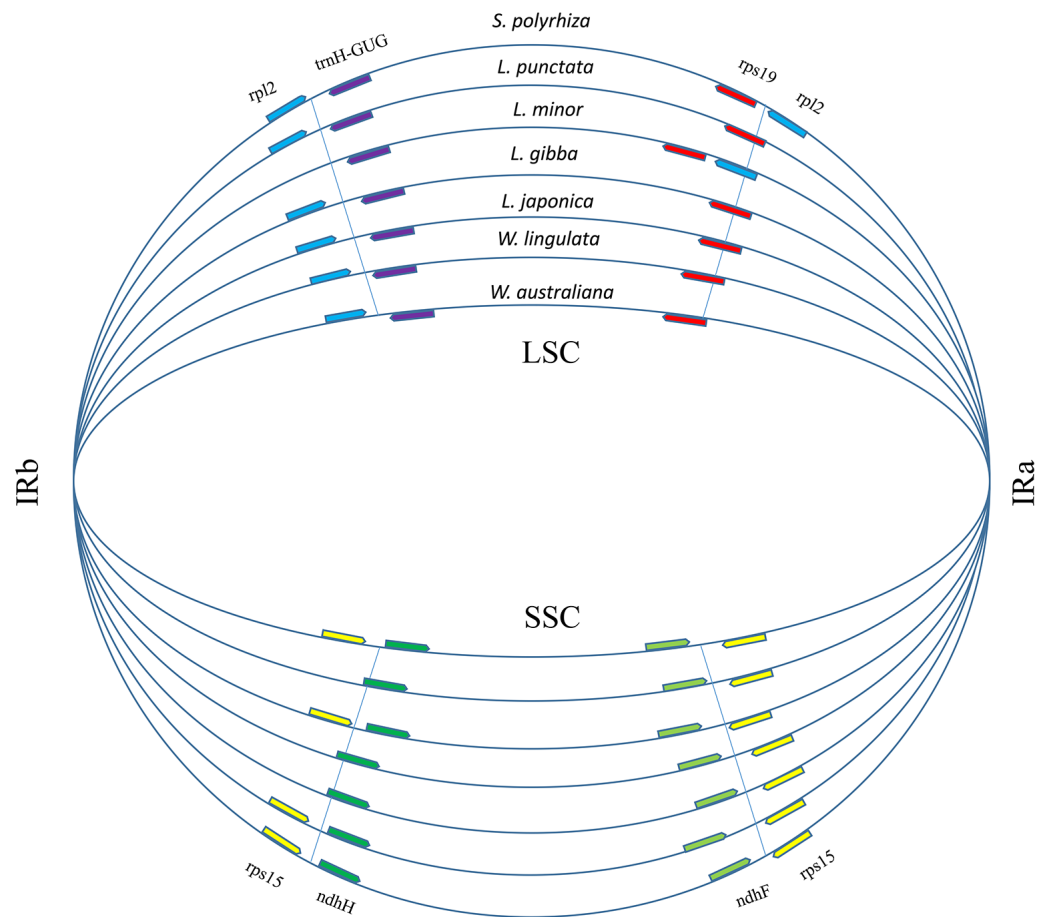 S. polyrhiza
trnH-GUG
L. punctata
rps19
rpl2
rpl2
L. minor
L. gibba
L. japonica
W. lingulata
W. australiana
LSC
IRb
IRa
SSC
rps15
ndhH
ndhF
rps15